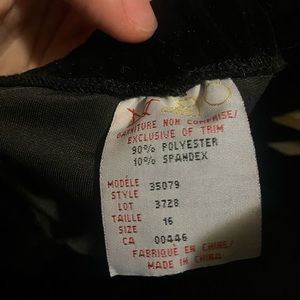 GARNITURE NON COMPRISE/
EXCLUSIVE OF TRIM
90% POLYESTER
10% SPANDEX
MODÈLE
STYLE 35079
LOT 3728
TAILLE
SIZE 16
CA 00446
FABRIQUÉ EN CHINE/
MADE IN CHINA